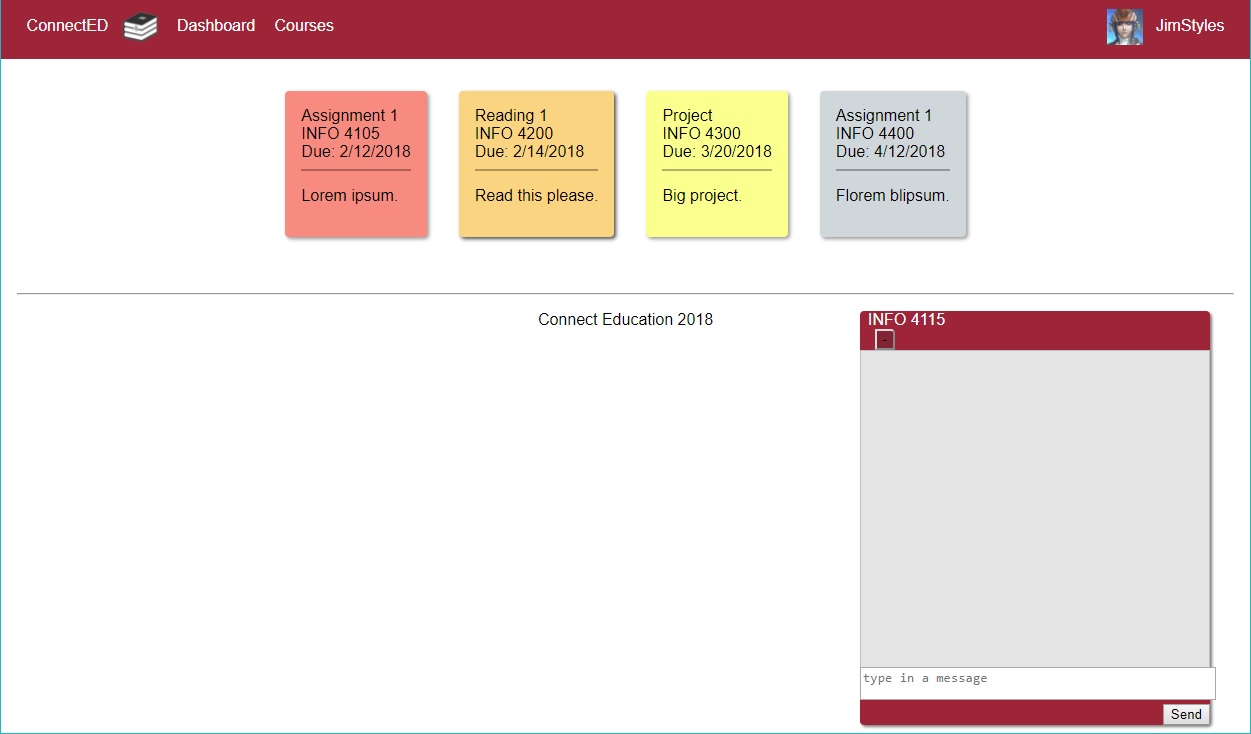 ConnectED Dashboard Courses JimStyles
Assignment 1
INFO 4105
Due: 2/12/2018
Lorem ipsum.
Reading 1
INFO 4200
Due: 2/14/2018
Read this please.
Project
INFO 4300
Due: 3/20/2018
Big project.
Assignment 1
INFO 4400
Due: 4/12/2018
Florem blipsum.
Connect Education 2018
INFO 4115
-
type in a message
Send